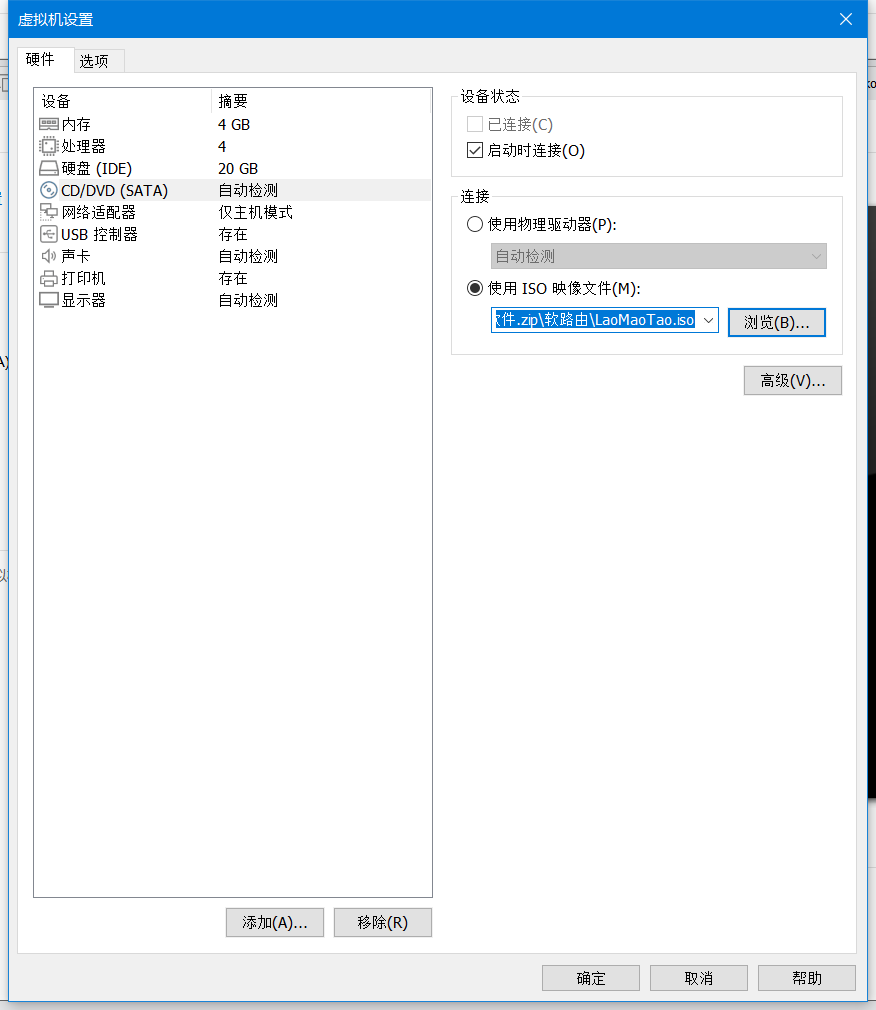 虚拟机设置
硬件 选项
设备 摘要
内存 4 GB
处理器 4
硬盘 (IDE) 20 GB
CD/DVD (SATA) 自动检测
网络适配器 仅主机模式
USB 控制器 存在
声卡 自动检测
打印机 存在
显示器 自动检测
添加(A)... 移除(R)
设备状态
已连接(C)
启动时连接(O)
连接
使用物理驱动器(P):
自动检测
使用 ISO 映像文件(M):
件.zip\软路由\LaoMaoTao.iso 浏览(B)...
高级(V)...
确定 取消 帮助